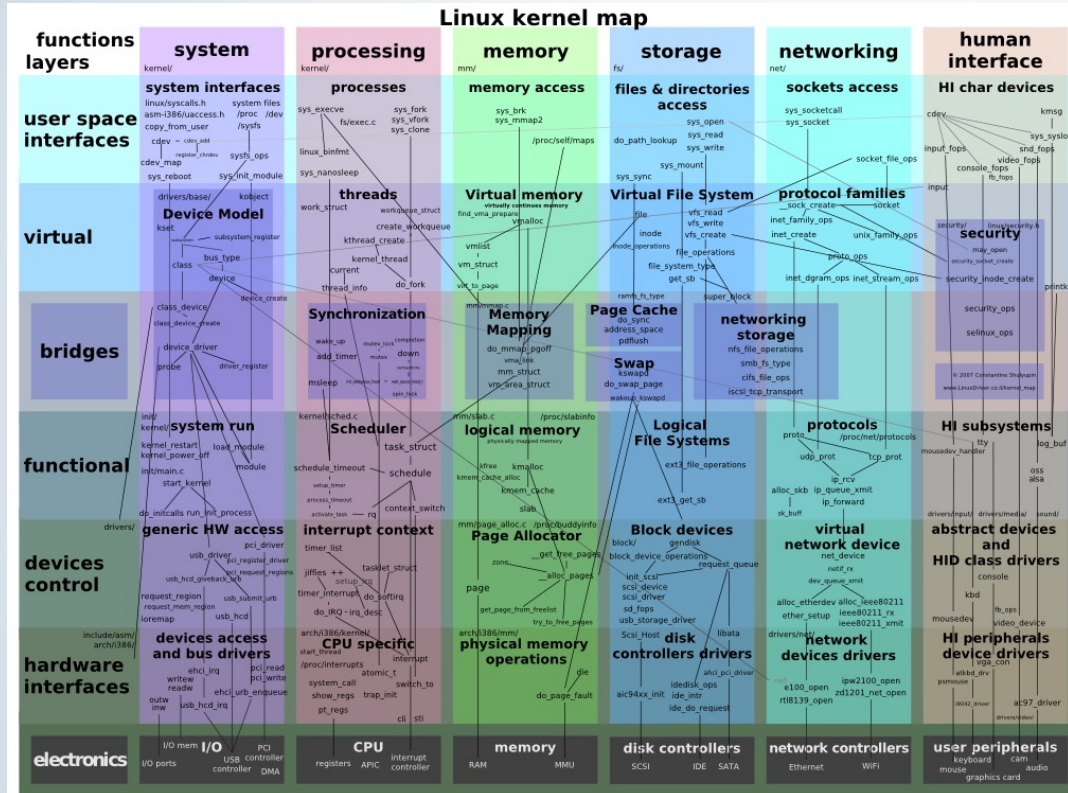 Linux kernel map
functions
layers
system
kernel/
processing
kernel/
memory
mm/
storage
fs/
networking
net/
human
interface
user space
interfaces
system interfaces
linux/syscalls.h
asm-i386/uaccess.h
copy_from_user
system files
/proc /dev
/sysfs
cdev
cdev_add
register_chrdev
cdev_map
sysfs_ops
sys_reboot
sys_init_module
processes
sys_execve
fs/exec.c
sys_fork
sys_vfork
sys_clone
linux_binfmt
sys_nanosleep
memory access
sys_brk
sys_mmap2
/proc/self/maps
files & directories
access
sys_open
do_path_lookup
sys_read
sys_write
sys_mount
sys_sync
sockets access
sys_socketcall
sys_socket
socket_file_ops
HI char devices
cdev
kmsg
sys_syslo
input_fops
snd_fops
video_fops
console_fops
fb_fops
virtual
drivers/base/
kobject
Device Model
kset
subsystem_register
bus_type
class
device
device_create
threads
work_struct
workqueue_struct
create_workqueue
kthread_create
kernel_thread
current
thread_info
do_fork
Virtual memory
virtually continues memory
find_vma_prepare
vmalloc
vmlist
vm_struct
virt_to_page
Virtual File System
file
vfs_read
vfs_write
inode
vfs_create
inode_operations
file_operations
file_system_type
get_sb
ramfs_fs_type
super_block
protocol families
__sock_create
socket
inet_family_ops
inet_create
unix_family_ops
proto_ops
inet_dgram_ops
inet_stream_ops
input
security/
linux/security.h
security
may_open
security_socket_create
security_inode_create
printk
bridges
class_device
class_device_create
device_driver
probe
driver_register
Synchronization
wake_up
mutex_lock
completion
mutex
add_timer
down
msleep
spin_lock
mm/mmap.c
Memory
Mapping
do_mmap_pgoff
vma_link
mm_struct
vm_area_struct
Page Cache
do_sync
address_space
pdflush
Swap
kswapd
do_swap_page
wakeup_kswapd
networking
storage
nfs_file_operations
smb_fs_type
cifs_file_ops
iscsi_tcp_transport
security_ops
selinux_ops
© 2007 Constantine Shulyupin
www.LinuxDriver.co.il/kernel_map
functional
init/
kernel/
system run
kernel_restart
kernel_power_off
load_module
module
init/main.c
start_kernel
do_initcalls
run_init_process
kernel/sched.c
Scheduler
task_struct
schedule_timeout
schedule
setup_timer
process_timeout
context_switch
activate_task
rq
mm/slab.c
/proc/slabinfo
logical memory
physically mapped memory
kfree
kmalloc
kmem_cache_alloc
kmem_cache
slab
Logical
File Systems
ext3_file_operations
ext3_get_sb
protocols
proto
/proc/net/protocols
udp_prot
tcp_prot
ip_rcv
alloc_skb
ip_queue_xmit
ip_forward
sk_buff
HI subsystems
tty
mousedev_handler
log_buf
oss
alsa
drivers/input/
drivers/media/
sound/
devices
control
drivers/
generic HW access
pci_driver
usb_driver
pci_register_driver
pci_request_regions
usb_hcd_giveback_urb
request_region
usb_submit_urb
request_mem_region
usb_hcd
ioremap
interrupt context
timer_list
tasklet_struct
jiffies ++
setup_irq
timer_interrupt
do_softirq
do_IRQ
irq_desc
mm/page_alloc.c
/proc/buddyinfo
Page Allocator
__get_free_pages
zone
__alloc_pages
page
get_page_from_freelist
try_to_free_pages
Block devices
block/
gendisk
block_device_operations
request_queue
init_scsi
scsi_device
scsi_driver
sd_fops
usb_storage_driver
virtual
network device
net_device
netif_rx
dev_queue_xmit
alloc_etherdev
alloc_ieee80211
ether_setup
ieee80211_rx
ieee80211_xmit
abstract devices
and
HID class drivers
console
kbd
fb_ops
mousedev
video_device
hardware
interfaces
include/asm/
arch/i386/
devices access
and bus drivers
ehci_irq
pci_read
pci_write
writew
readw
ehci_urb_enqueue
outw
inw
usb_hcd_irq
arch/i386/kernel/
CPU specific
start_thread
interrupt
/proc/interrupts
atomic_t
system_call
switch_to
show_regs
trap_init
pt_regs
cli
sti
arch/i386/mm/
physical memory
operations
die
do_page_fault
Scsi_Host
libata
disk
controllers drivers
ahci_pci_driver
aic94xx_init
idedisk_ops
ide_intr
ide_do_request
drivers/net/
network
devices drivers
e100_open
ipw2100_open
rtl8139_open
zd1201_net_open
HI peripherals
device drivers
vga_con
atkbd_drv
psmouse
i8042_driver
ac97_driver
drivers/video/
electronics
I/O mem
I/O
I/O ports
USB
controller
PCI
controller
DMA
CPU
registers
APIC
interrupt
controller
memory
RAM
MMU
disk controllers
SCSI
IDE
SATA
network controllers
Ethernet
WiFi
user peripherals
keyboard
cam
mouse
audio
graphics card